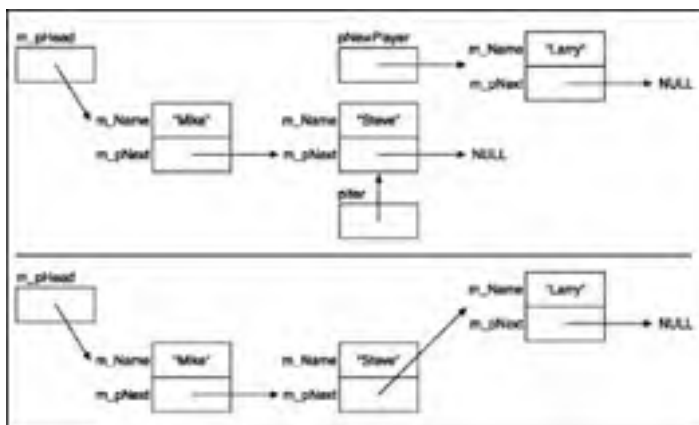 m_pHead
pNewPlayer
m_Name "Larry"
m_pNext NULL
m_Name "Mike" m_Name "Steve"
m_pNext m_pNext NULL
pIter
m_pHead
m_Name "Larry"
m_pNext NULL
m_Name "Mike" m_Name "Steve"
m_pNext m_pNext